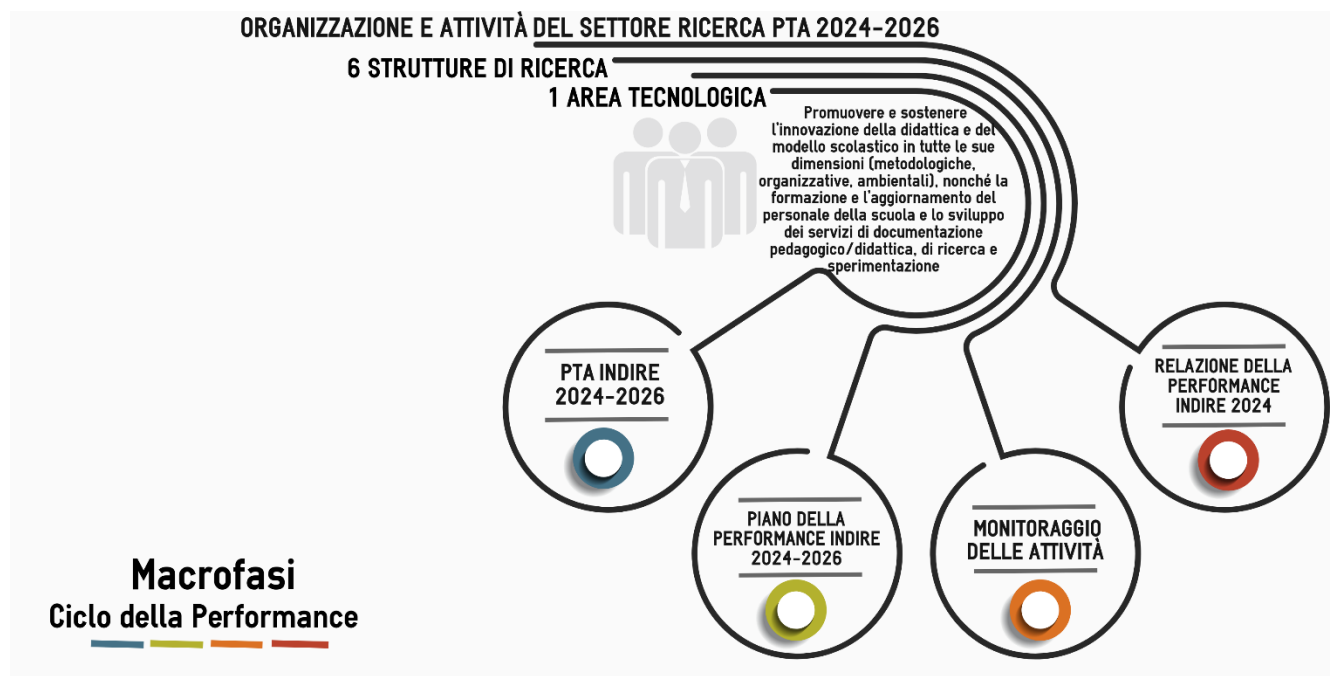 ORGANIZZAZIONE E ATTIVITÀ DEL SETTORE RICERCA PTA 2024-2026
6 STRUTTURE DI RICERCA
1 AREA TECNOLOGICA
Promuovere e sostenere
l'innovazione della didattica e del
modello scolastico in tutte le sue
dimensioni (metodologiche,
organizzative, ambientali), nonché la
formazione e l'aggiornamento del
personale della scuola e lo sviluppo
dei servizi di documentazione
pedagogico/didattica, di ricerca e
sperimentazione
PTA INDIRE
2024-2026
PIANO DELLA
PERFORMANCE INDIRE
2024-2026
MONITORAGGIO
DELLE ATTIVITÀ
RELAZIONE DELLA
PERFORMANCE
INDIRE 2024
Macrofasi
Ciclo della Performance